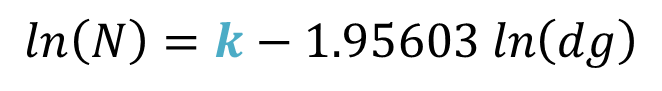 ln(N) = k − 1.95603 ln(dg)